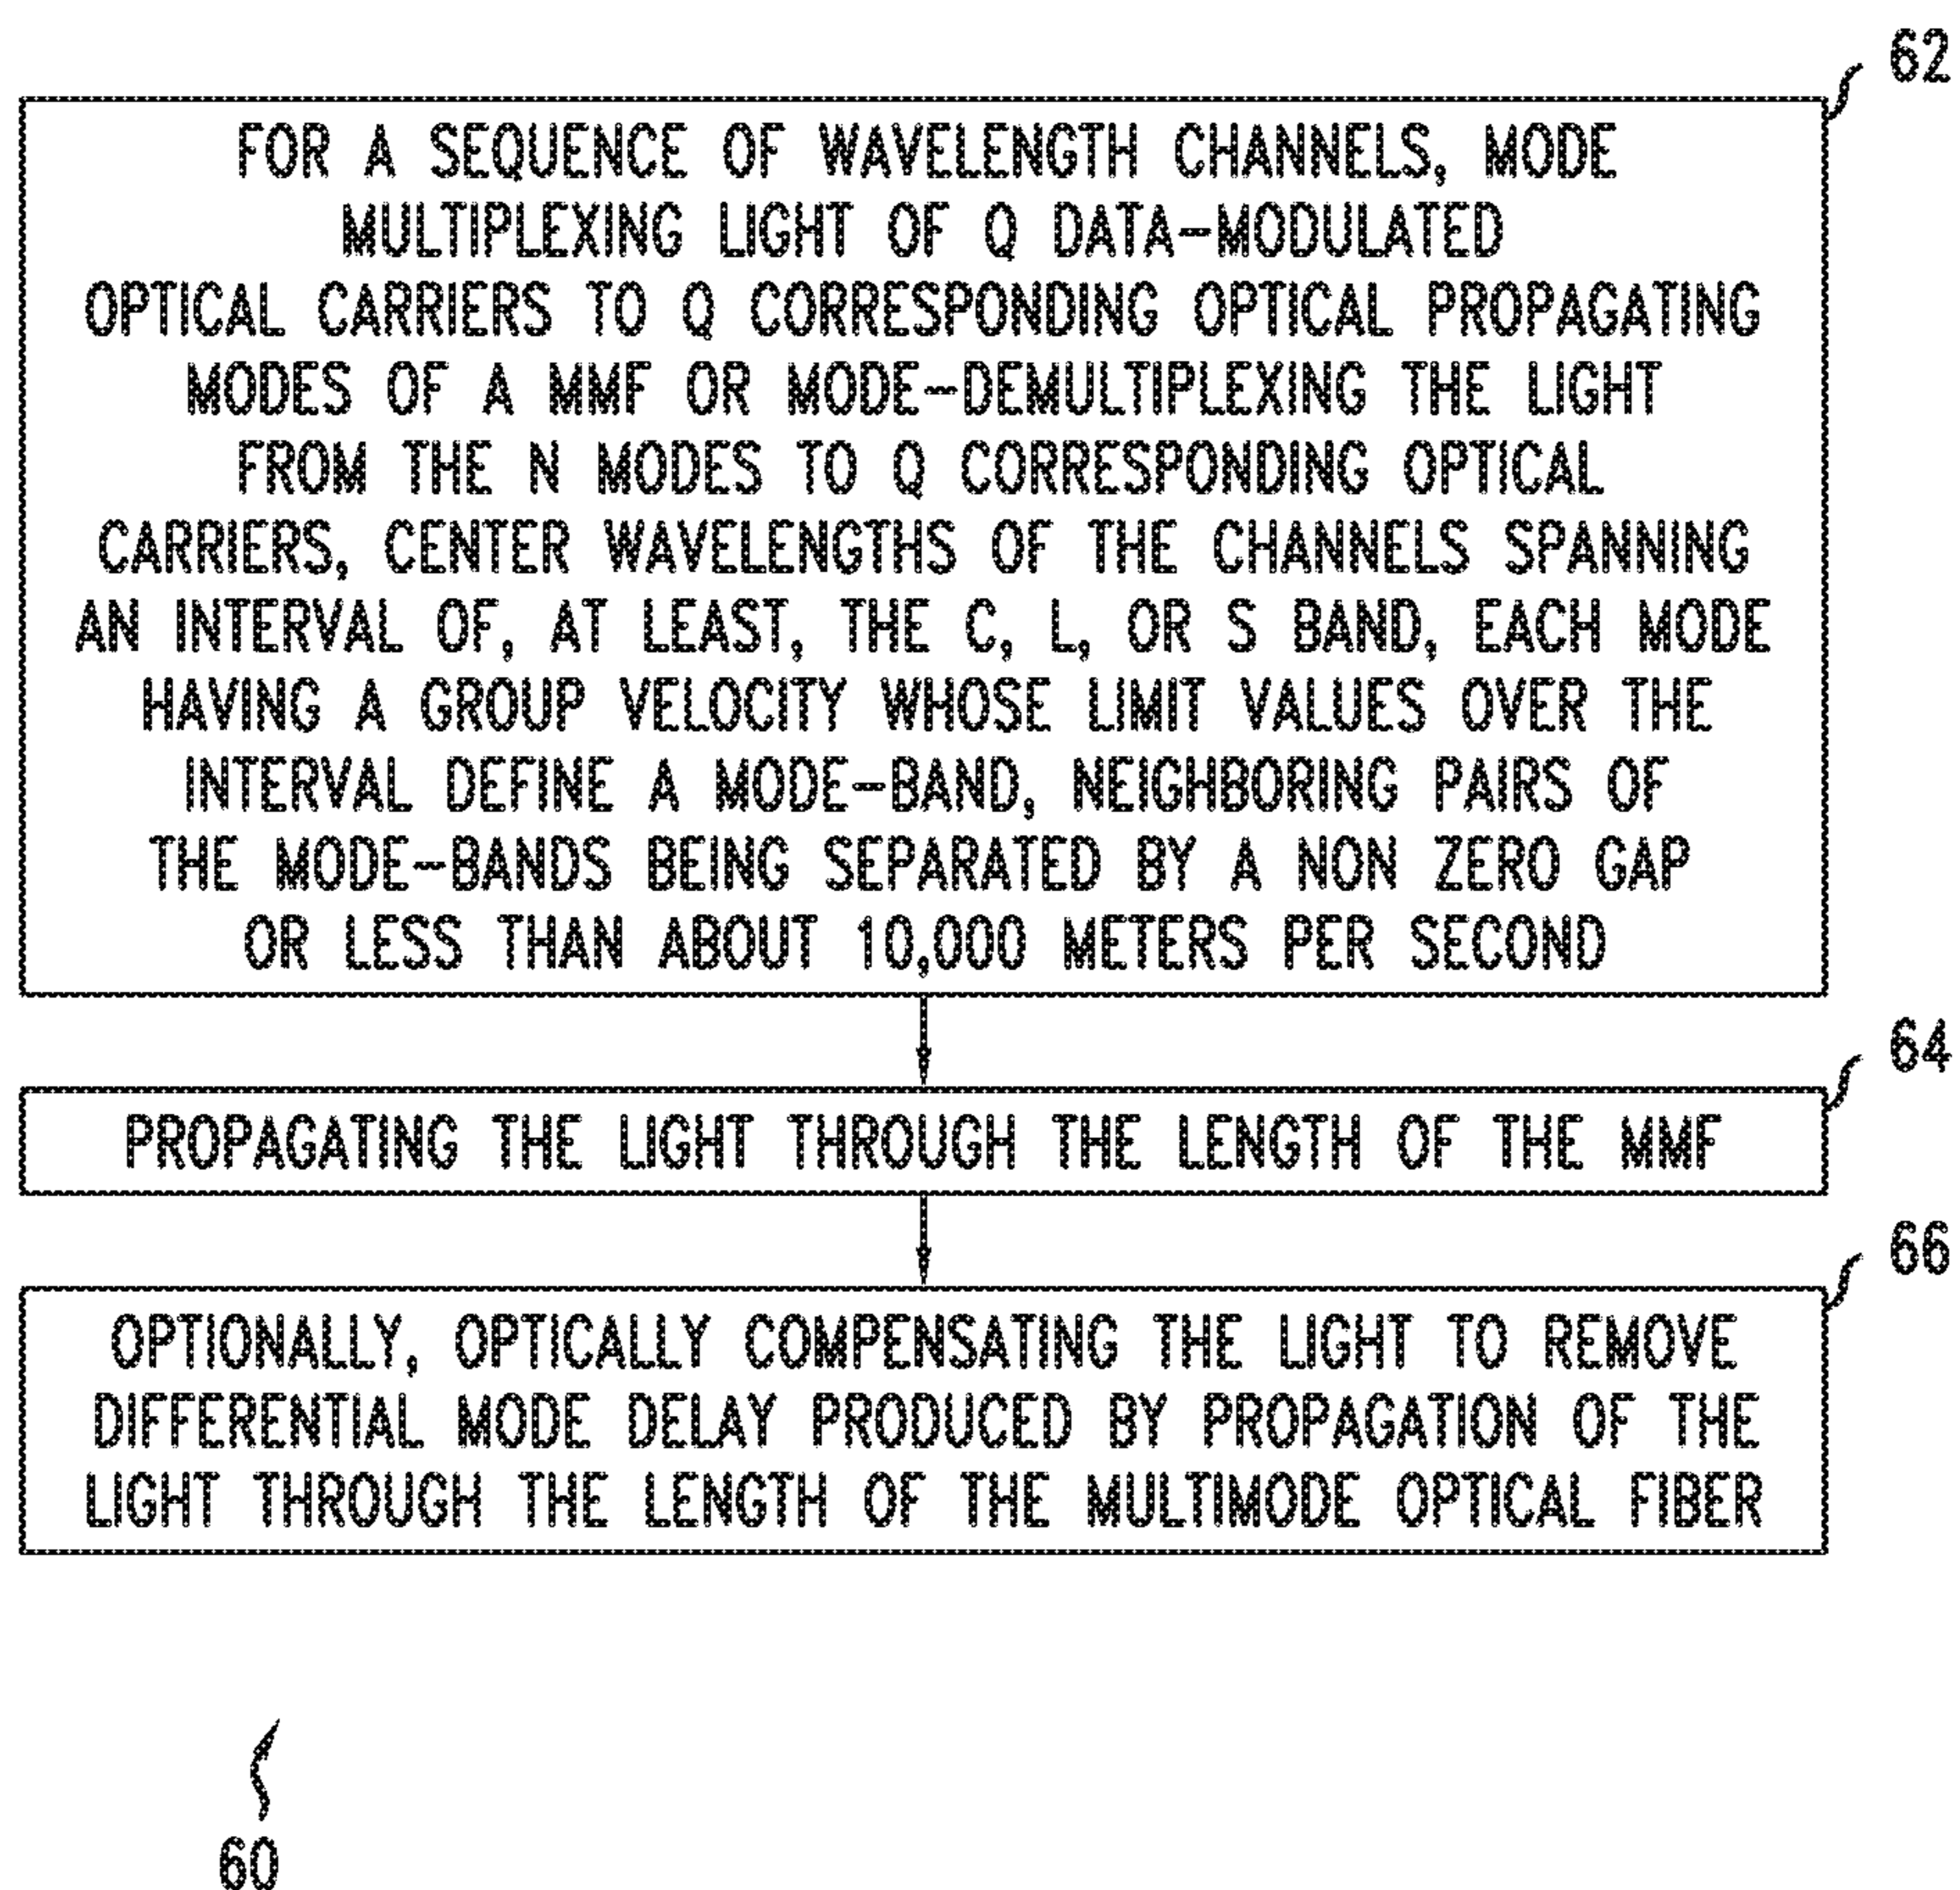 62
FOR A SEQUENCE OF WAVELENGTH CHANNELS, MODE
MULTIPLEXING LIGHT OF Q DATA-MODULATED
OPTICAL CARRIERS TO Q CORRESPONDING OPTICAL PROPAGATING
MODES OF A MMF OR MODE-DEMULTIPLEXING THE LIGHT
FROM THE N MODES TO Q CORRESPONDING OPTICAL
CARRIERS, CENTER WAVELENGTHS OF THE CHANNELS SPANNING
AN INTERVAL OF, AT LEAST, THE C, L, OR S BAND, EACH MODE
HAVING A GROUP VELOCITY WHOSE LIMIT VALUES OVER THE
INTERVAL DEFINE A MODE-BAND, NEIGHBORING PAIRS OF
THE MODE-BANDS BEING SEPARATED BY A NON ZERO GAP
OR LESS THAN ABOUT 10,000 METERS PER SECOND
64
PROPAGATING THE LIGHT THROUGH THE LENGTH OF THE MMF
66
OPTIONALLY, OPTICALLY COMPENSATING THE LIGHT TO REMOVE
DIFFERENTIAL MODE DELAY PRODUCED BY PROPAGATION OF THE
LIGHT THROUGH THE LENGTH OF THE MULTIMODE OPTICAL FIBER
60